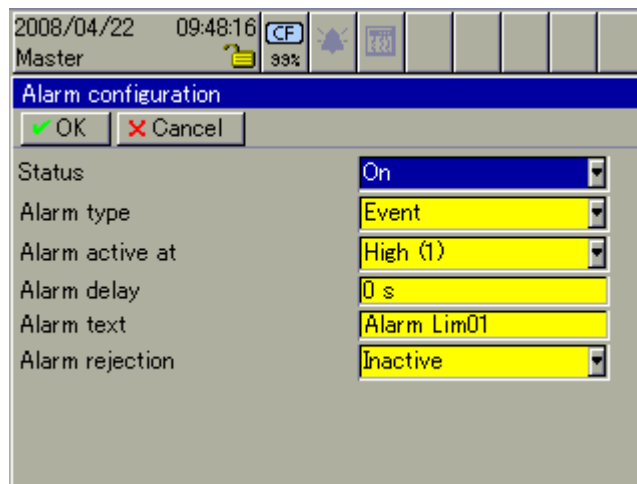 2008/04/22 09:48:16 CF
Master 99%
Alarm configuration
OK Cancel
Status On
Alarm type Event
Alarm active at High (1)
Alarm delay 0 s
Alarm text Alarm Lim01
Alarm rejection Inactive